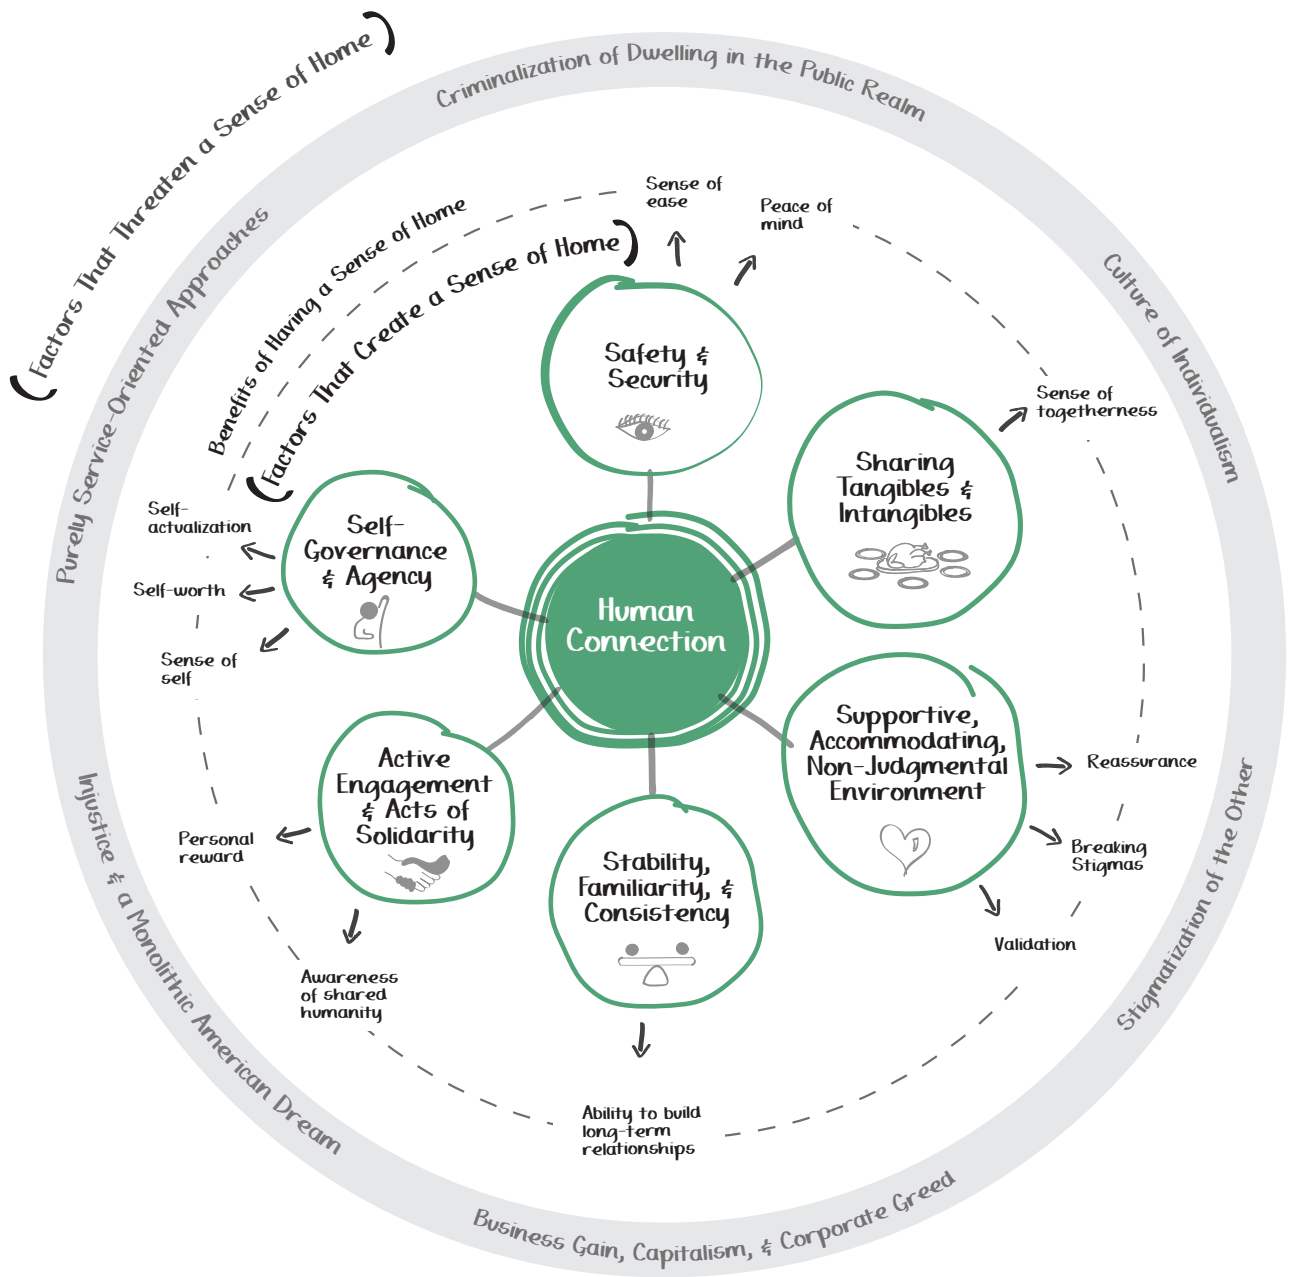 (Factors That Threaten a Sense of Home)
Criminalization of Dwelling in the Public Realm
Culture of Individualism
Stigmatization of the Other
Business Gain, Capitalism, & Corporate Greed
Injustice & a Monolithic American Dream
Purely Service-Oriented Approaches
Benefits of Having a Sense of Home
(Factors That Create a Sense of Home)
Sense of
ease
Peace of
mind
Safety &
Security
Sense of
togetherness
Sharing
Tangibles &
Intangibles
Self-
actualization
Self-worth
Sense of
self
Self-
Governance
& Agency
Human
Connection
Supportive,
Accommodating,
Non-Judgmental
Environment
Reassurance
Breaking
Stigmas
Validation
Active
Engagement
& Acts of
Solidarity
Personal
reward
Awareness
of shared
humanity
Stability,
Familiarity, &
Consistency
Ability to build
long-term
relationships